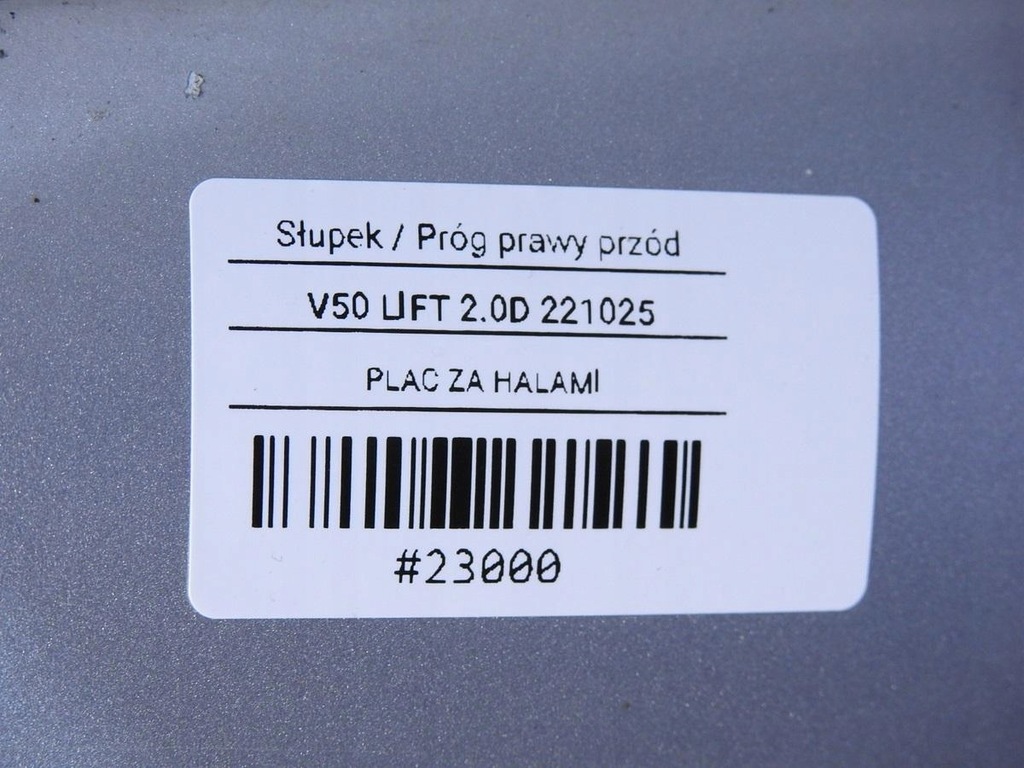 Słupek / Próg prawy przód
V50 LIFT 2.0D 221025
PLAC ZA HALAMI
#23000